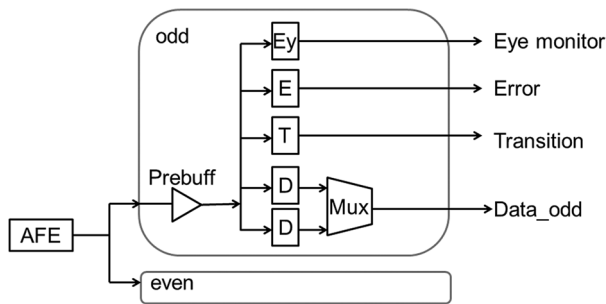 odd
Ey
Eye monitor
E
Error
T
Transition
Prebuff
D
D
Mux
Data_odd
AFE
even